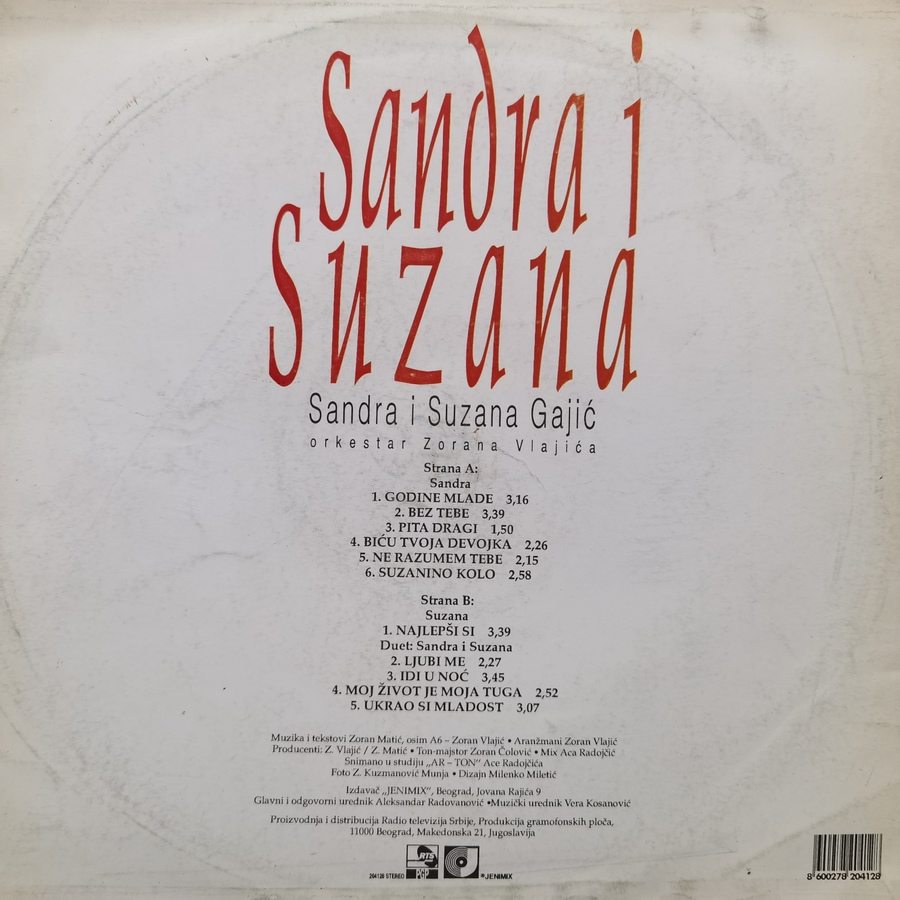 Sandra i
Suzana
Sandra i Suzana Gajić
orkestar Zorana Vlajića
Strana A:
Sandra
1. GODINE MLADE 3,16
2. BEZ TEBE 3,39
3. PITA DRAGI 1,50
4. BIĆU TVOJA DEVOJKA 2,26
5. NE RAZUMEM TEBE 2,15
6. SUZANINO KOLO 2,58
Strana B:
Suzana
1. NAJLEPŠI SI 3,39
Duet: Sandra i Suzana
2. LJUBI ME 2,27
3. IDI U NOĆ 3,45
4. MOJ ŽIVOT JE MOJA TUGA 2,52
5. UKRAO SI MLADOST 3,07
Muzika i tekstovi Zoran Matić, osim A6 – Zoran Vlajić • Aranžmani Zoran Vlajić
Producenti: Z. Vlajić / Z. Matić • Ton-majstor Zoran Čolović • Mix Aca Radojčić
Snimano u studiju „AR – TON" Ace Radojčića
Foto Z. Kuzmanović Munja • Dizajn Milenko Miletić
Izdavač „JENIMIX", Beograd, Jovana Rajića 9
Glavni i odgovorni urednik Aleksandar Radovanović •Muzički urednik Vera Kosanović
Proizvodnja i distribucija Radio televizija Srbije, Produkcija gramofonskih ploča,
11000 Beograd, Makedonska 21, Jugoslavija
204128 STEREO RTS PGP *JENIMIX
8 600278 204128